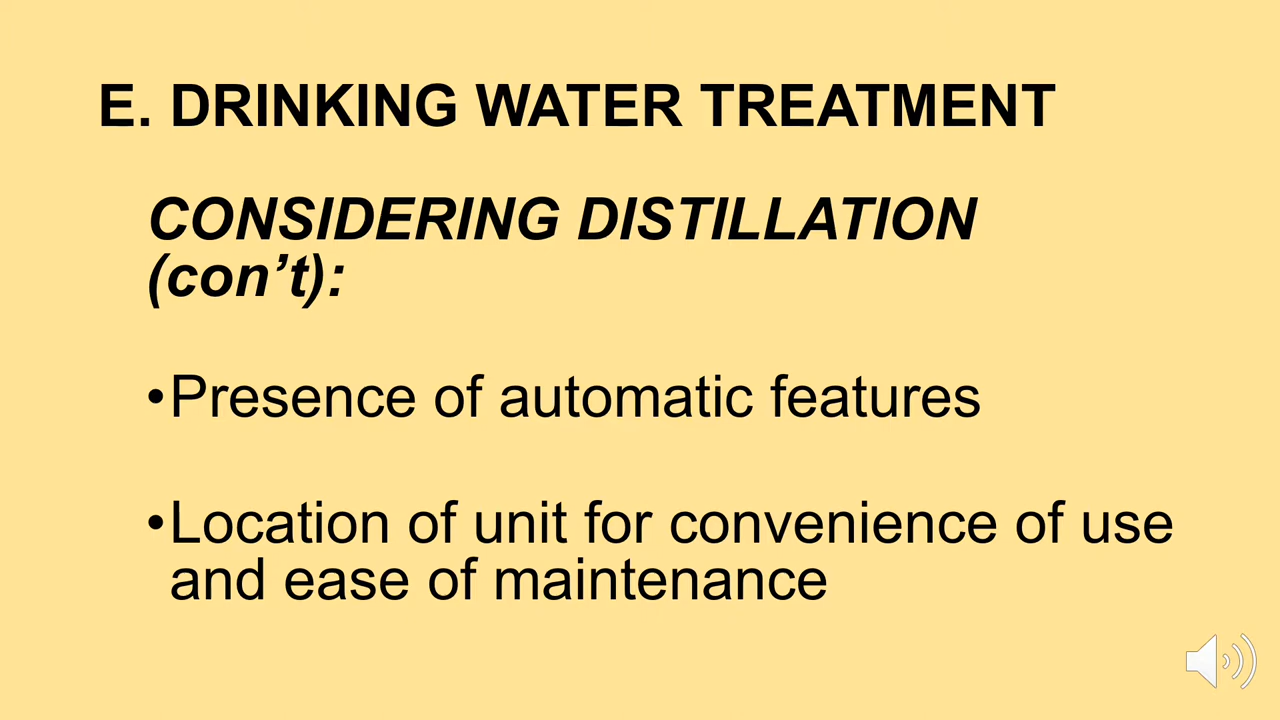 E. DRINKING WATER TREATMENT
CONSIDERING DISTILLATION
(con’t):
•Presence of automatic features
•Location of unit for convenience of use
and ease of maintenance